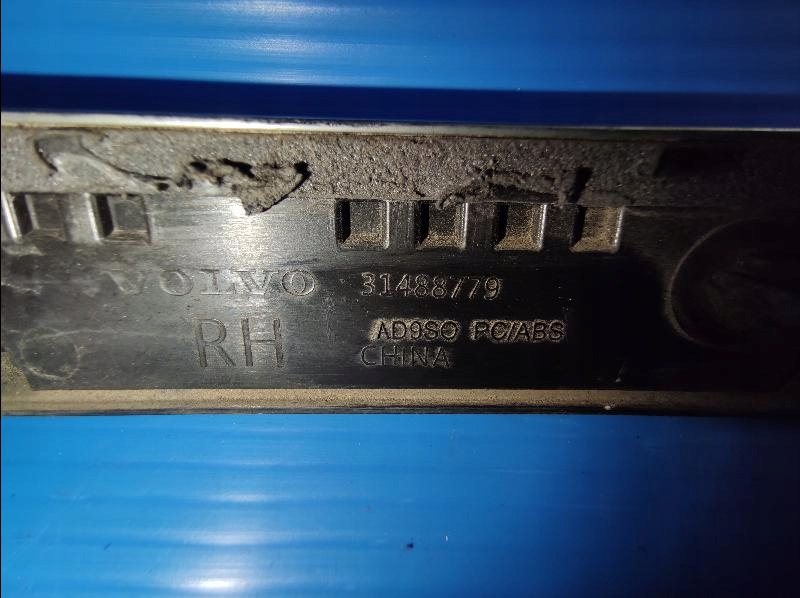 VOLVO 31488779
RH AD9SO PC/ABS
CHINA